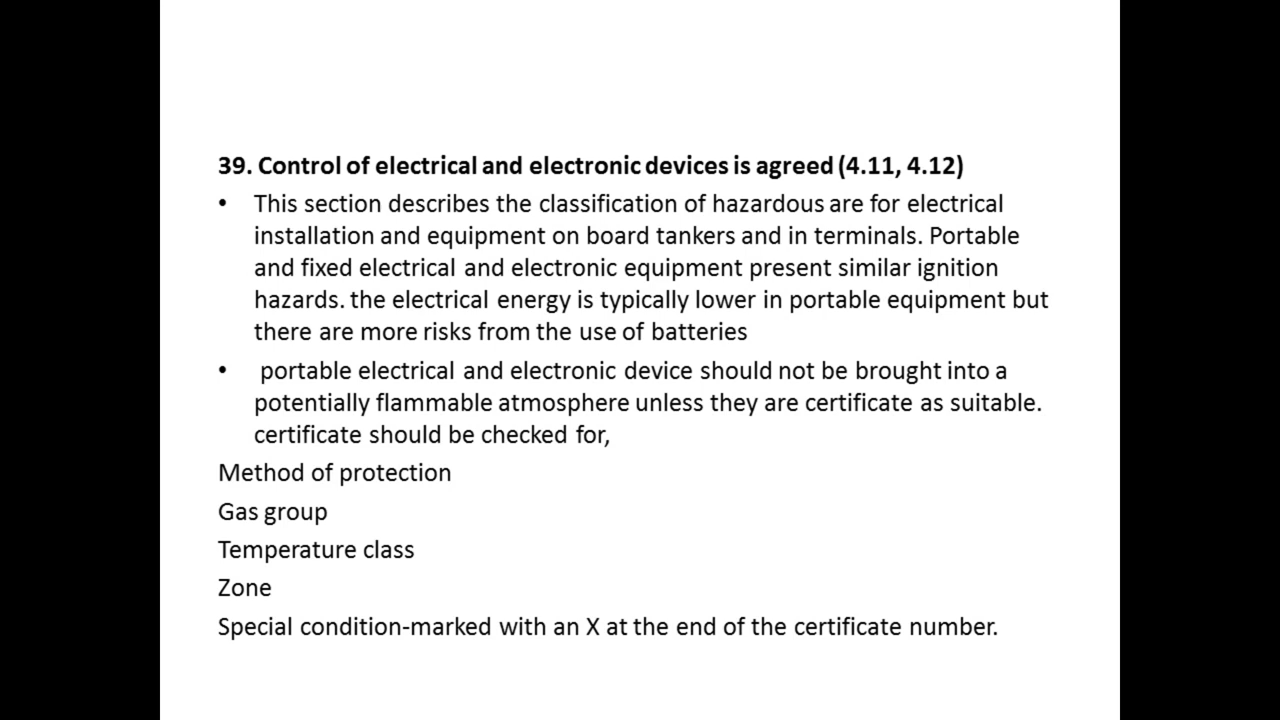 39. Control of electrical and electronic devices is agreed (4.11, 4.12)
• This section describes the classification of hazardous are for electrical
installation and equipment on board tankers and in terminals. Portable
and fixed electrical and electronic equipment present similar ignition
hazards. the electrical energy is typically lower in portable equipment but
there are more risks from the use of batteries
• portable electrical and electronic device should not be brought into a
potentially flammable atmosphere unless they are certificate as suitable.
certificate should be checked for,
Method of protection
Gas group
Temperature class
Zone
Special condition-marked with an X at the end of the certificate number.